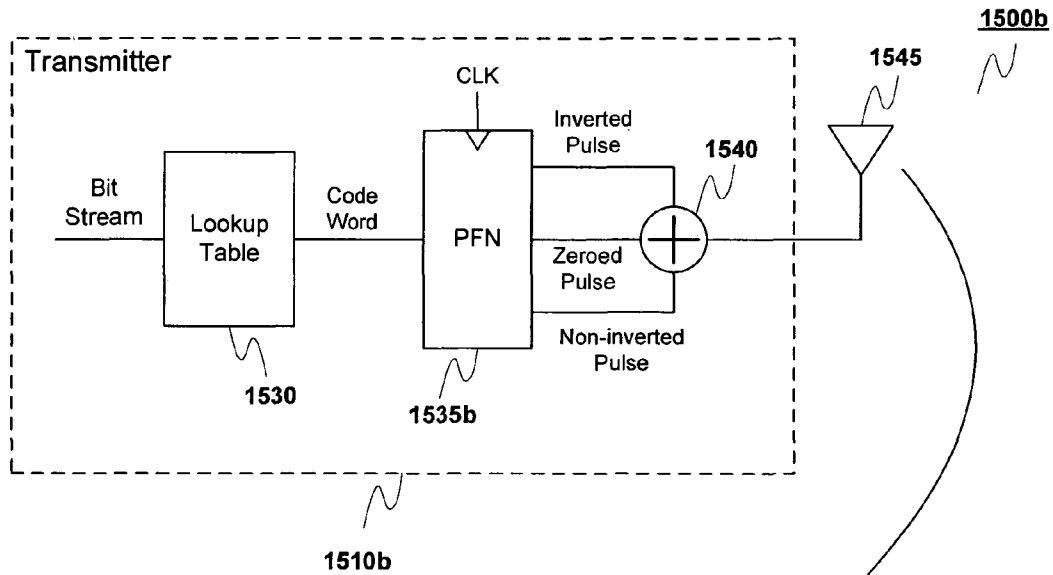 1500b
Transmitter
1545
CLK
Inverted
Pulse
1540
Bit
Stream
Lookup
Table
Code
Word
PFN
Zeroed
Pulse
Non-inverted
Pulse
1530
1535b
1510b